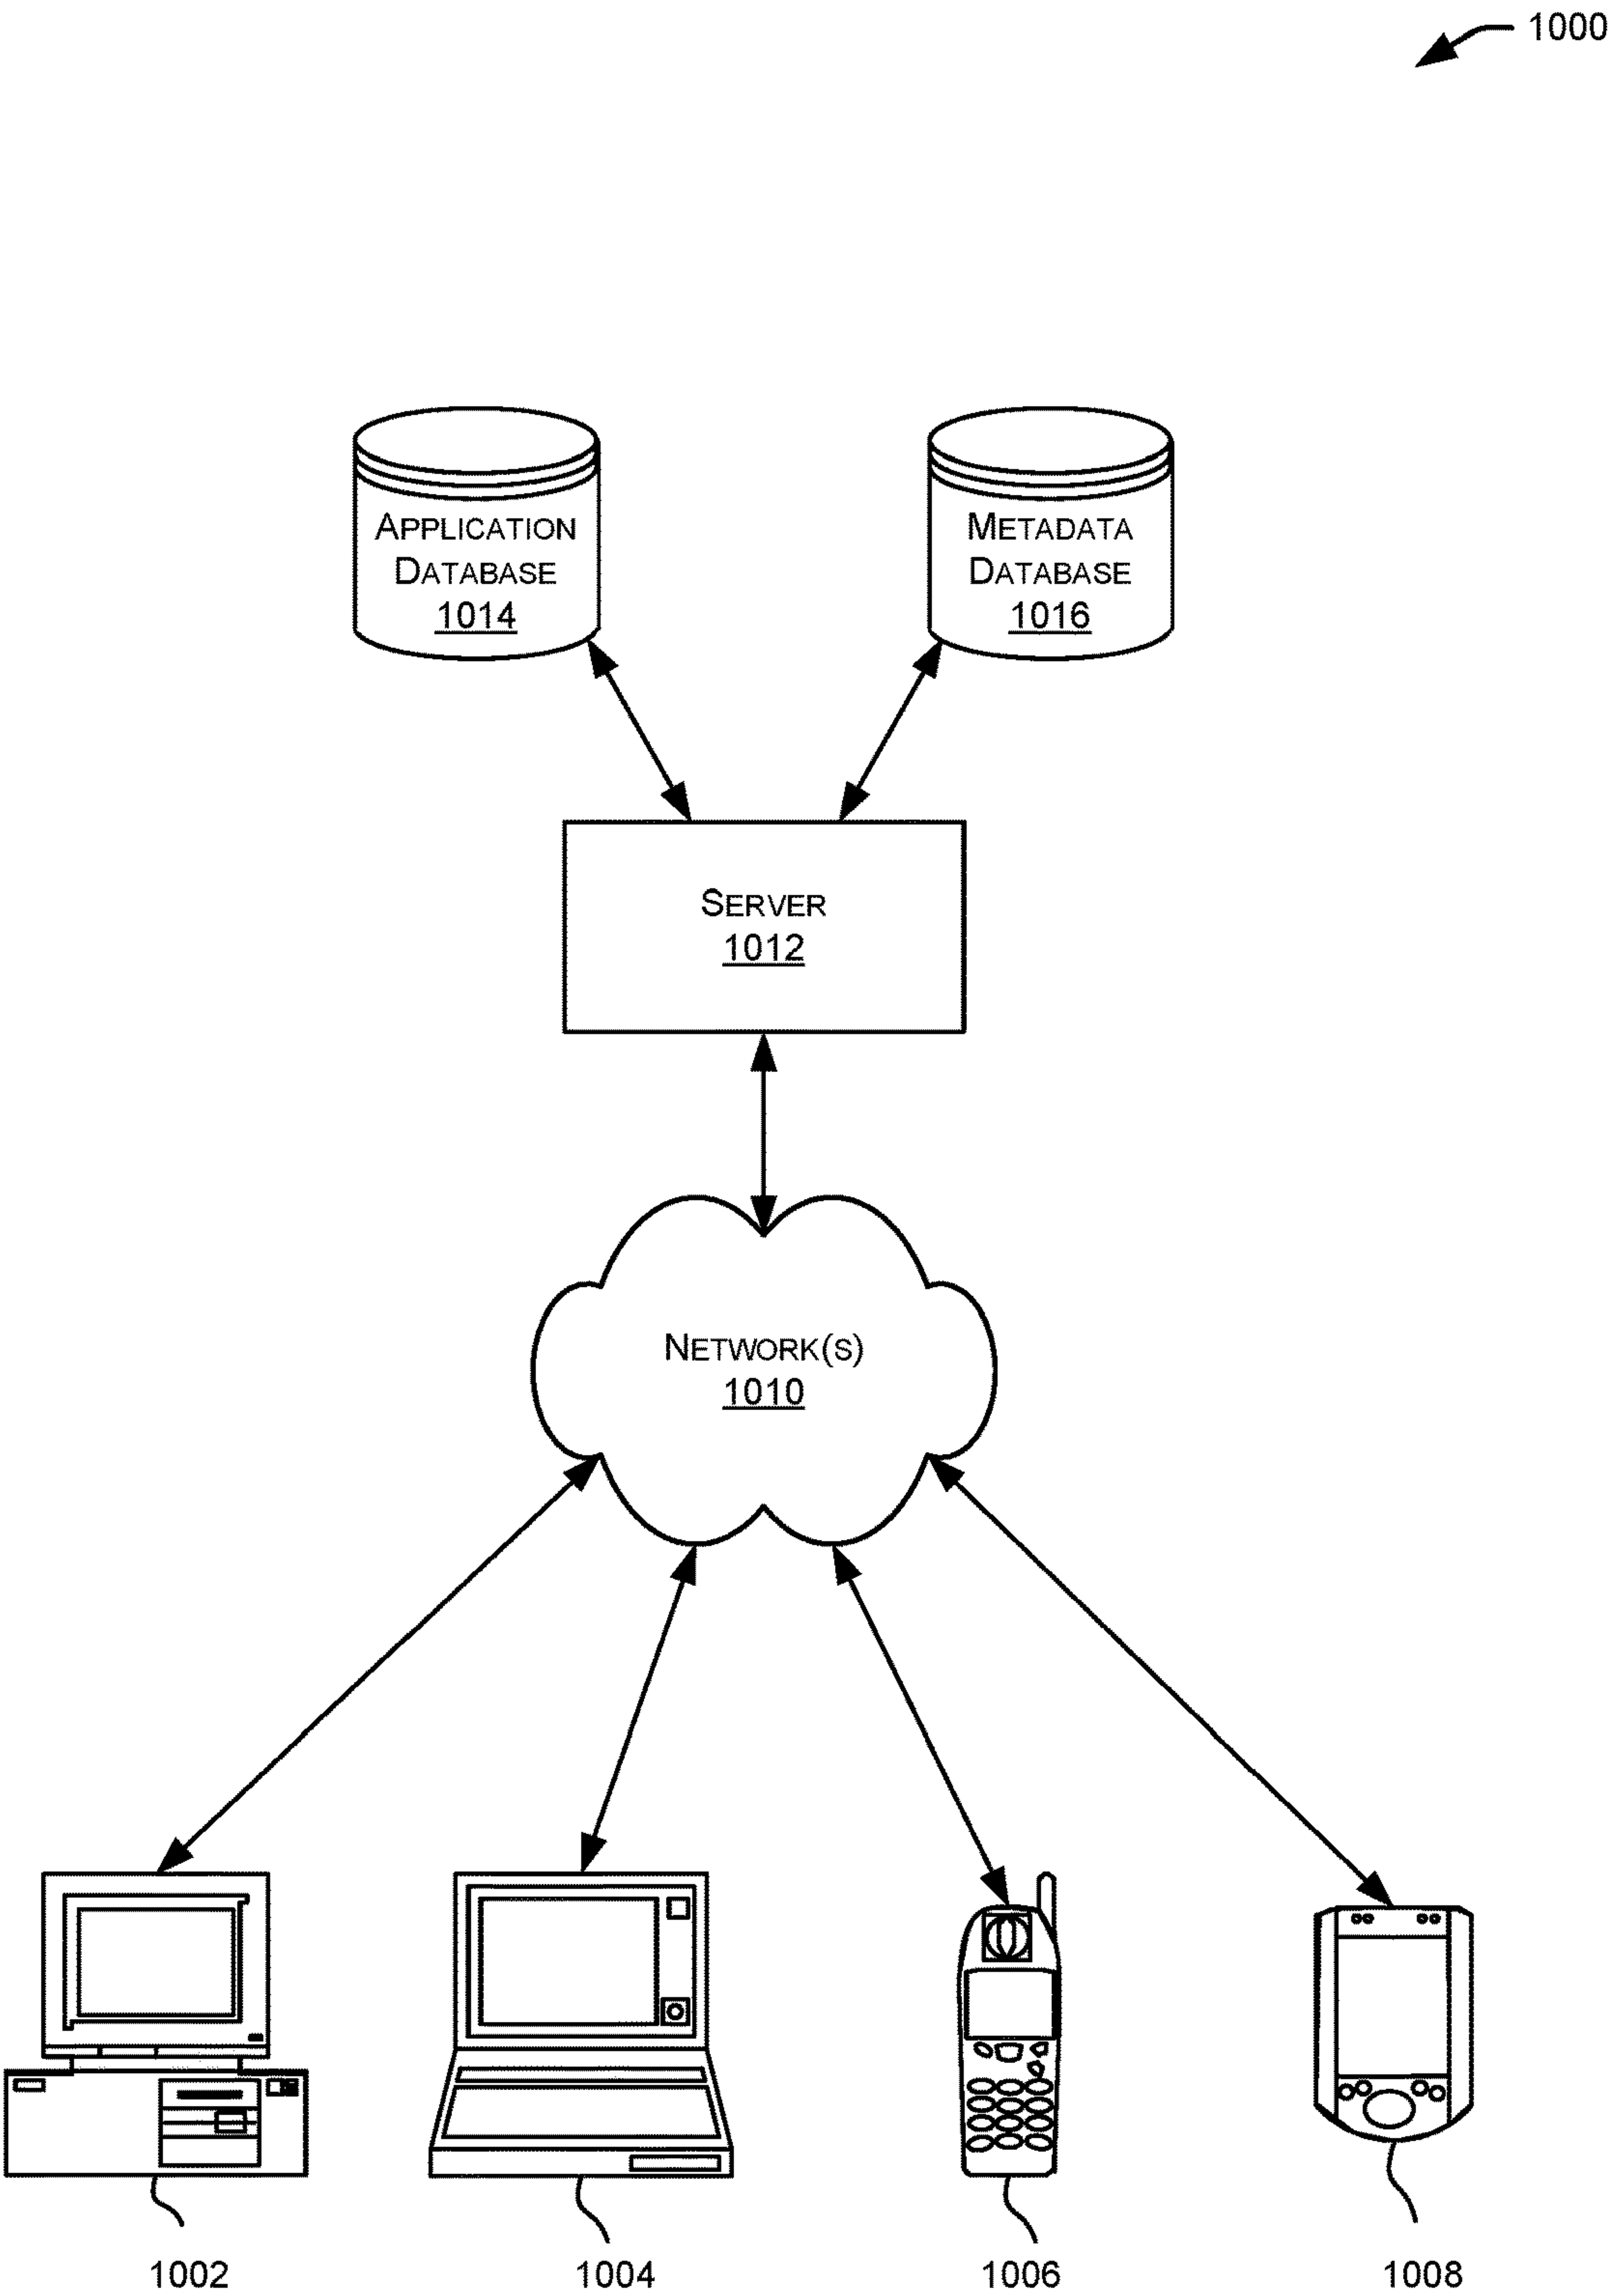 1000
APPLICATION
DATABASE
1014
METADATA
DATABASE
1016
SERVER
1012
NETWORK(S)
1010
1002
1004
1006
1008